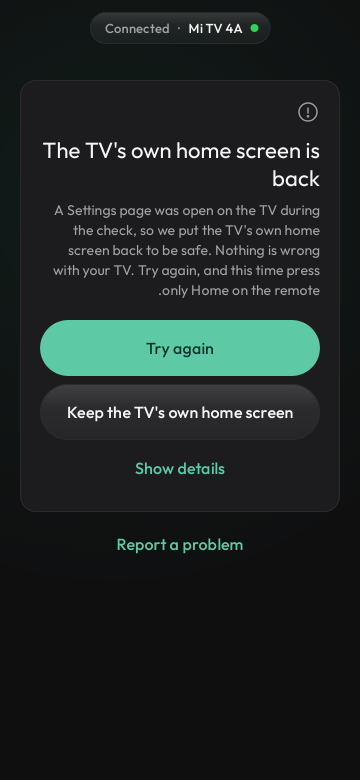 Connected · Mi TV 4A
The TV's own home screen is
back
A Settings page was open on the TV during
the check, so we put the TV's own home
screen back to be safe. Nothing is wrong
with your TV. Try again, and this time press
.only Home on the remote
Try again
Keep the TV's own home screen
Show details
Report a problem